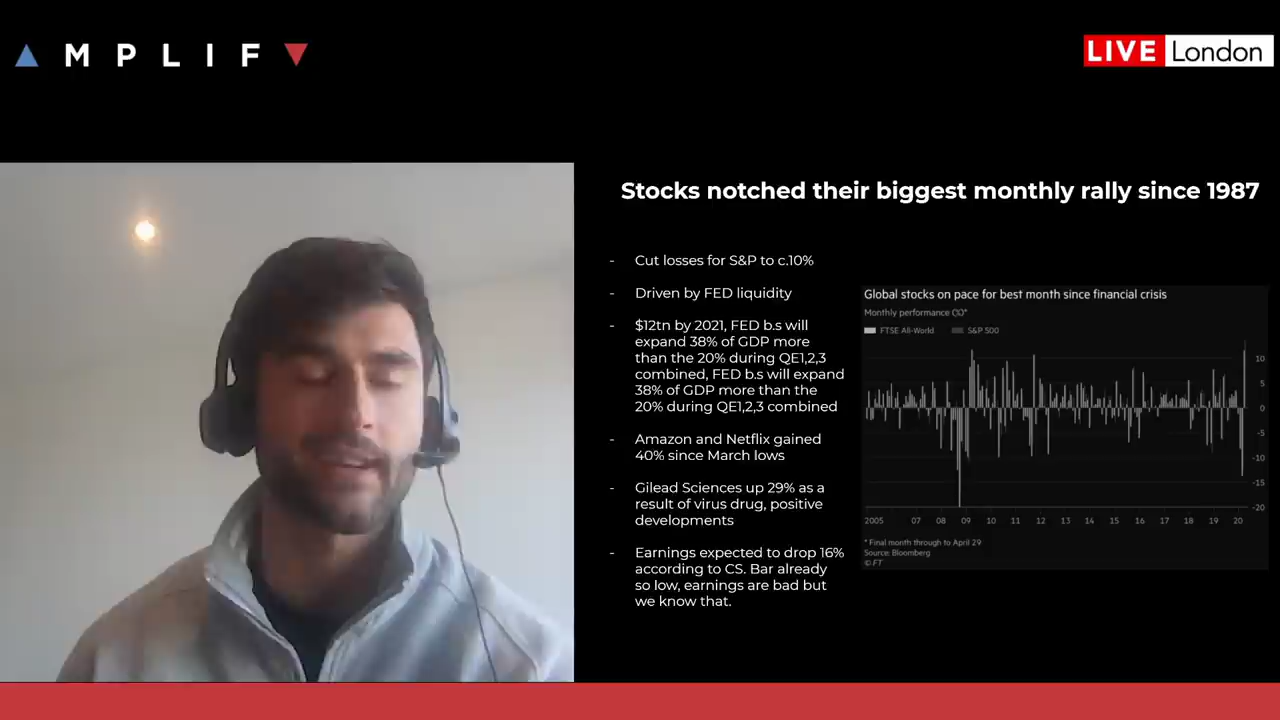 ▲ M P L I F ▼
LIVE London
Stocks notched their biggest monthly rally since 1987
- Cut losses for S&P to c.10%
- Driven by FED liquidity
- $12tn by 2021, FED b.s will
expand 38% of GDP more
than the 20% during QE1,2,3
combined, FED b.s will expand
38% of GDP more than the
20% during QE1,2,3 combined
- Amazon and Netflix gained
40% since March lows
- Gilead Sciences up 29% as a
result of virus drug, positive
developments
- Earnings expected to drop 16%
according to CS. Bar already
so low, earnings are bad but
we know that.
Global stocks on pace for best month since financial crisis
Monthly performance (%)*
FTSE All-World S&P 500
10
5
0
-5
-10
-15
-20
2005 07 08 09 10 11 12 13 14 15 16 17 18 19 20
* Final month through to April 29
Source: Bloomberg
© FT